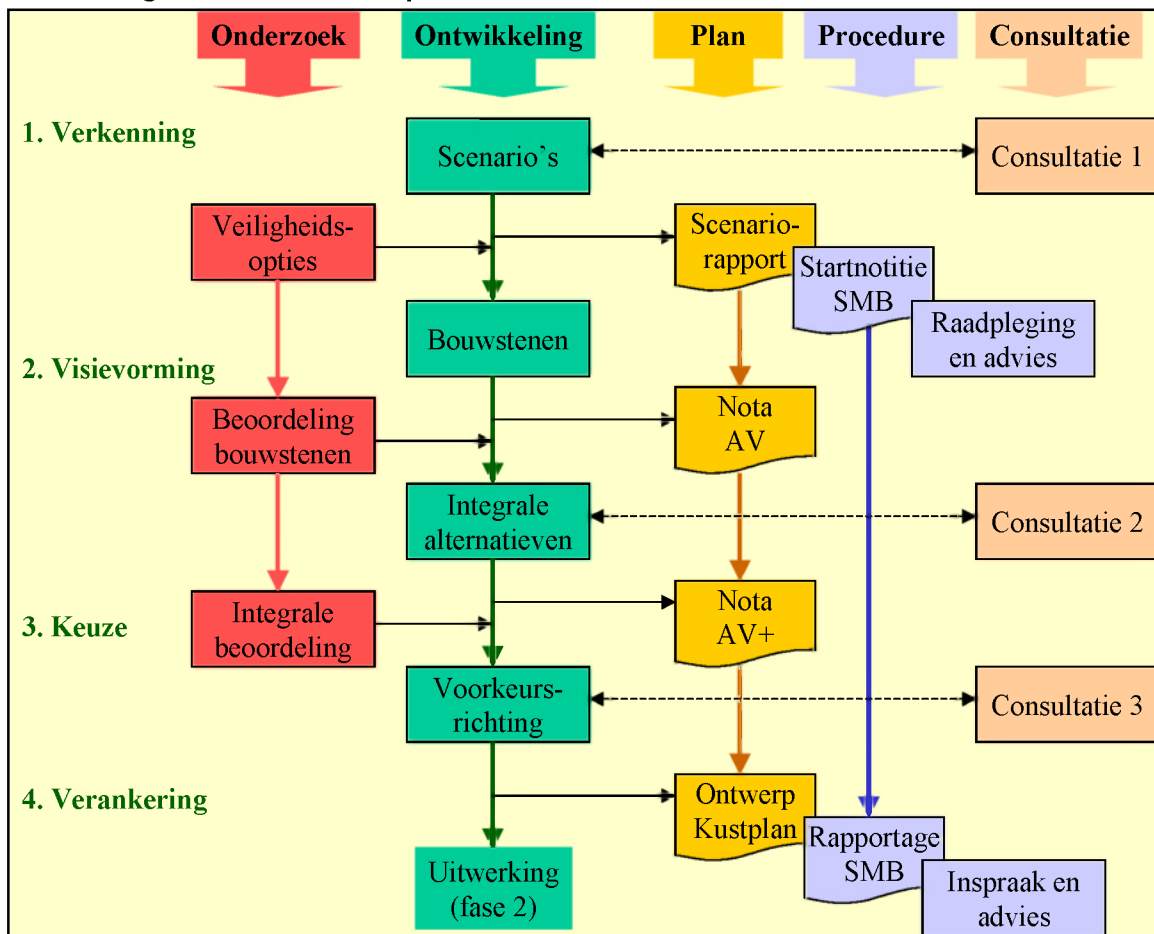 Onderzoek
Ontwikkeling
Plan
Procedure
Consultatie
1. Verkenning
Scenario`s
Consultatie 1
Veiligheids-
opties
Scenario-
rapport
Startnotitie
SMB
Raadpleging
en advies
Bouwstenen
2. Visievorming
Beoordeling
bouwstenen
Nota
AV
Integrale
alternatieven
Consultatie 2
3. Keuze
Integrale
beoordeling
Nota
AV+
Voorkeurs-
richting
Consultatie 3
4. Verankering
Ontwerp
Kustplan
Rapportage
SMB
Uitwerking
(fase 2)
Inspraak en
advies